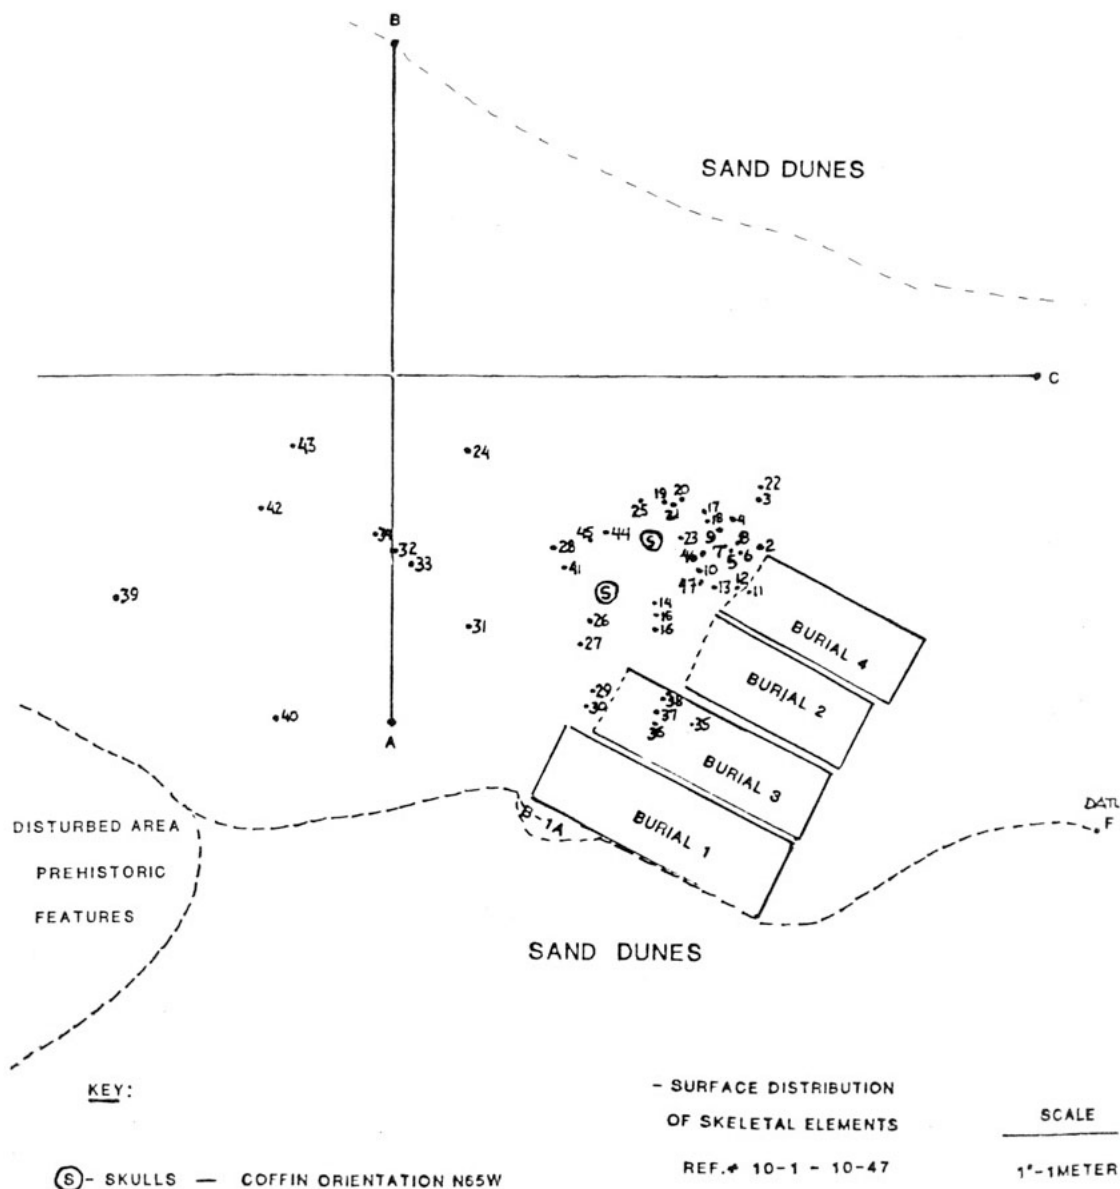 B
SAND DUNES
C
43
24
42
22
3
19
20
25
21
17
18
4
34
32
33
45
44
S
23
9
8
28
46
7
6
2
5
41
10
39
S
47
13
12
11
14
15
16
31
26
27
BURIAL 4
BURIAL 2
29
30
38
37
35
36
40
A
BURIAL 3
B-1A
BURIAL 1
DATU
F
DISTURBED AREA
PREHISTORIC
FEATURES
SAND DUNES
KEY:
- SURFACE DISTRIBUTION
OF SKELETAL ELEMENTS
REF.# 10-1 - 10-47
SCALE
1"-1METER
S - SKULLS — COFFIN ORIENTATION N65W